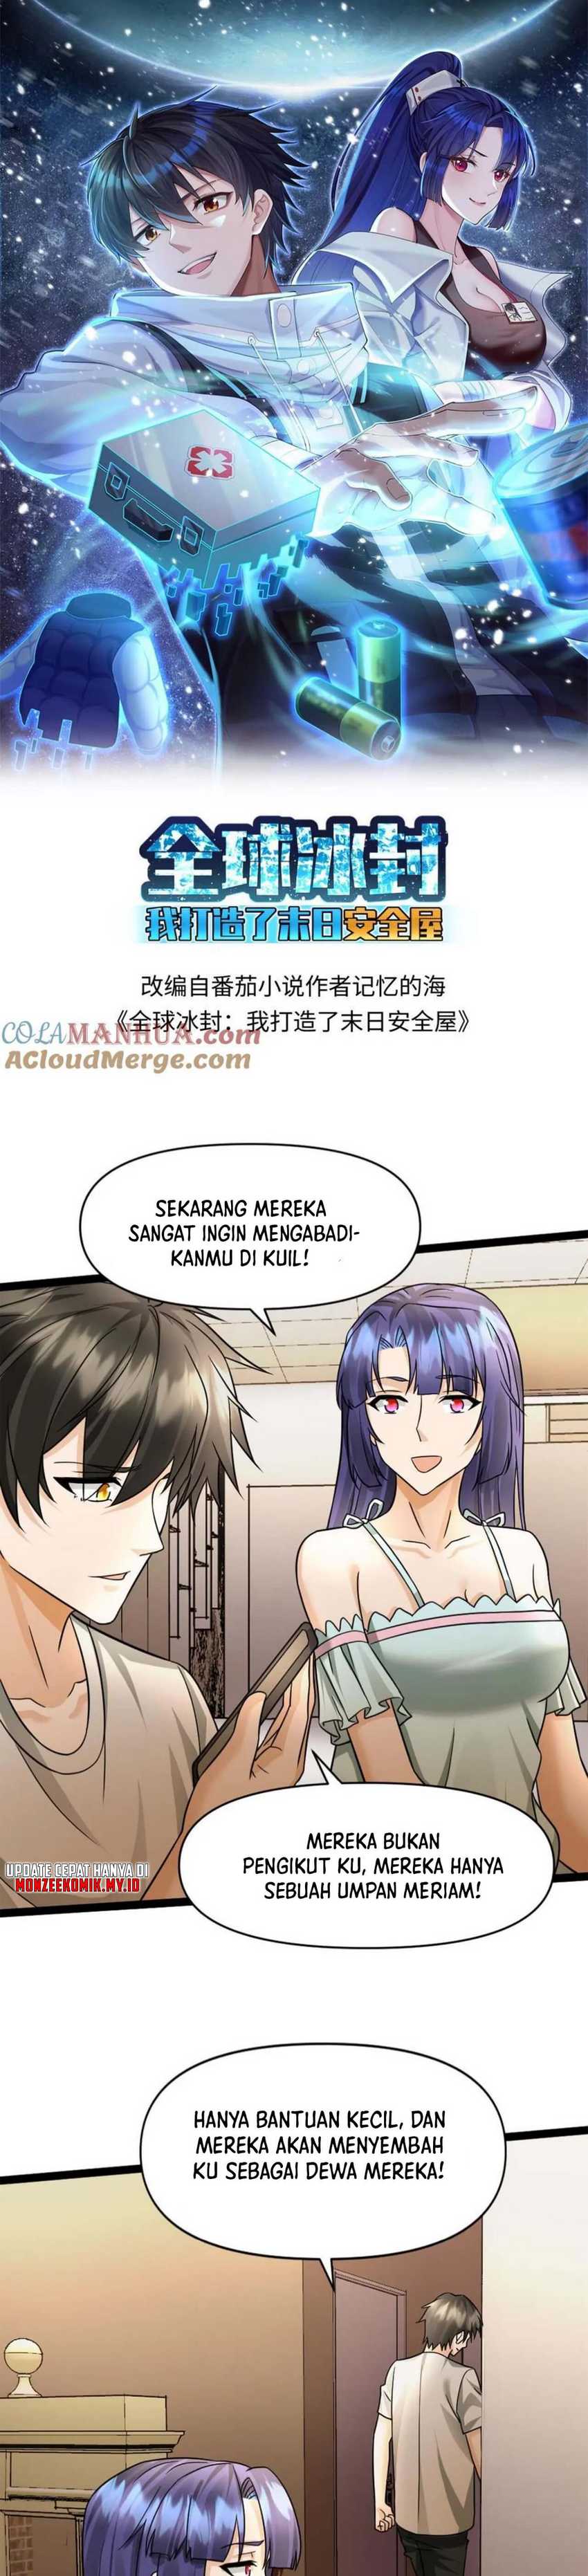 全球冰封
我打造了末日安全屋
改编自番茄小说作者记忆的海
《全球冰封：我打造了末日安全屋》
COLAMANHUA.COM
ACloudMerge.com
SEKARANG MEREKA
SANGAT INGIN MENGABADI-
KANMU DI KUIL!
MEREKA BUKAN
PENGIKUT KU, MEREKA HANYA
SEBUAH UMPAN MERIAM!
UPDATE CEPAT HANYA DI
MONZEEKOMIK.MY.ID
HANYA BANTUAN KECIL, DAN
MEREKA AKAN MENYEMBAH
KU SEBAGAI DEWA MEREKA!